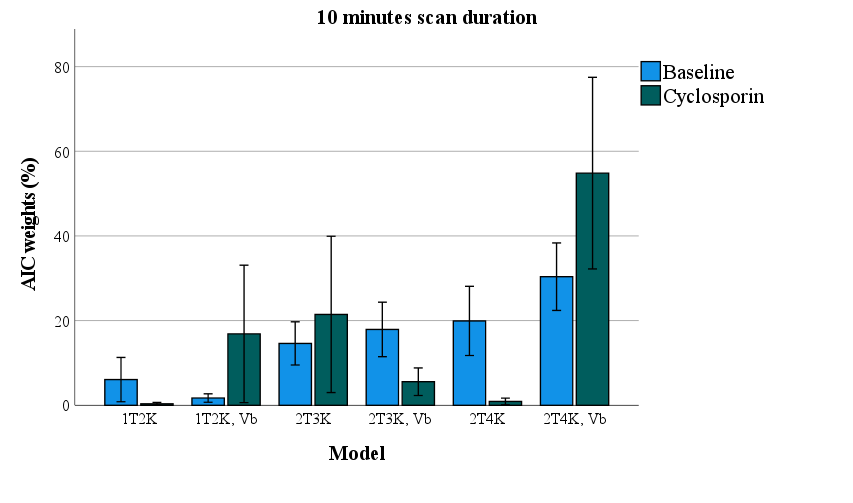 10 minutes scan duration
Baseline
Cyclosporin
AIC weights (%)
80
60
40
20
0
1T2K 1T2K, Vb 2T3K 2T3K, Vb 2T4K 2T4K, Vb
Model